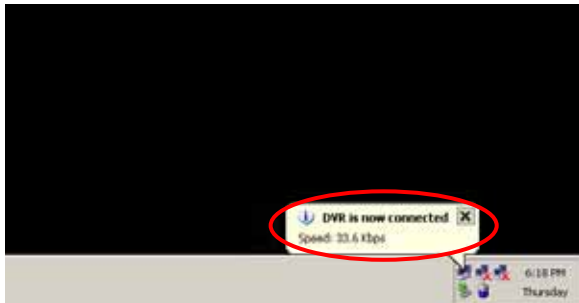 DVR is now connected
Speed: 33.6 Kbps
6:18 PM
Thursday